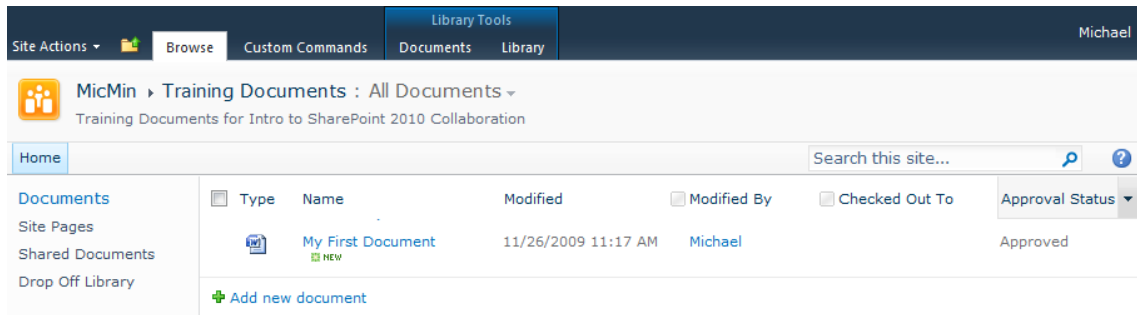 Library Tools
Site Actions Browse Custom Commands Documents Library Michael
MicMin Training Documents : All Documents
Training Documents for Intro to SharePoint 2010 Collaboration
Home Search this site... ?
Documents Type Name Modified Modified By Checked Out To Approval Status
Site Pages
My First Document 11/26/2009 11:17 AM Michael Approved
NEW
Shared Documents
Drop Off Library
Add new document